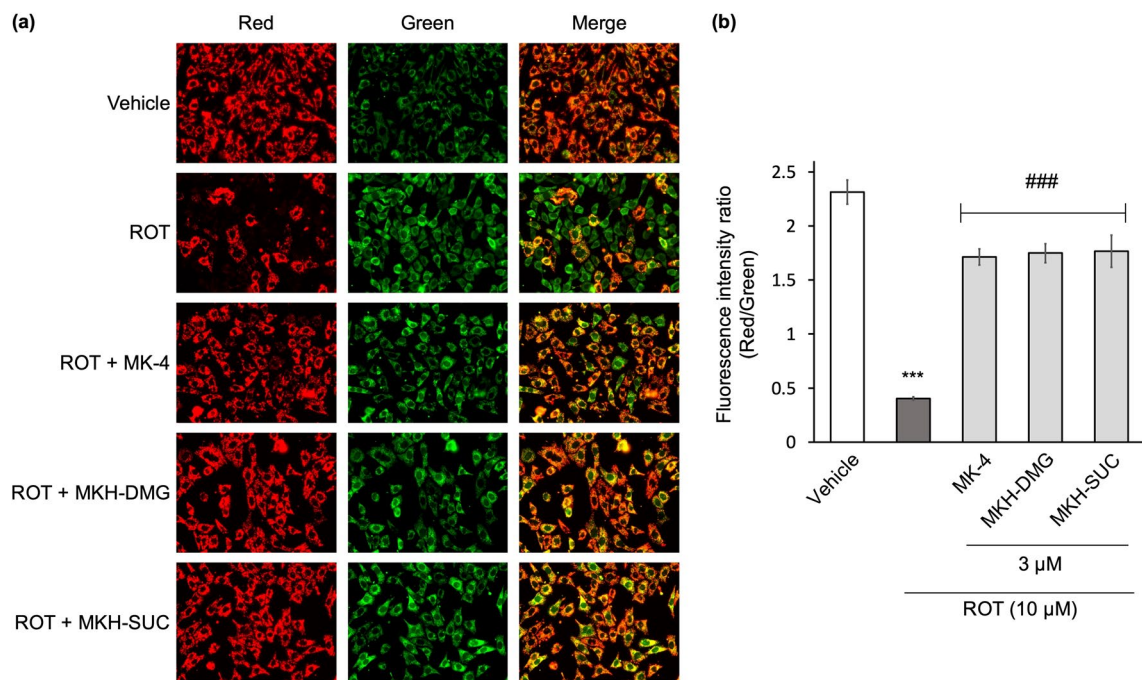 (a)
Red Green Merge
Vehicle
ROT
ROT + MK-4
ROT + MKH-DMG
ROT + MKH-SUC
(b)
Fluorescence intensity ratio
(Red/Green)
2.5
2
1.5
1
0.5
0
***
###
Vehicle
MK-4
MKH-DMG
MKH-SUC
3 μM
ROT (10 μM)